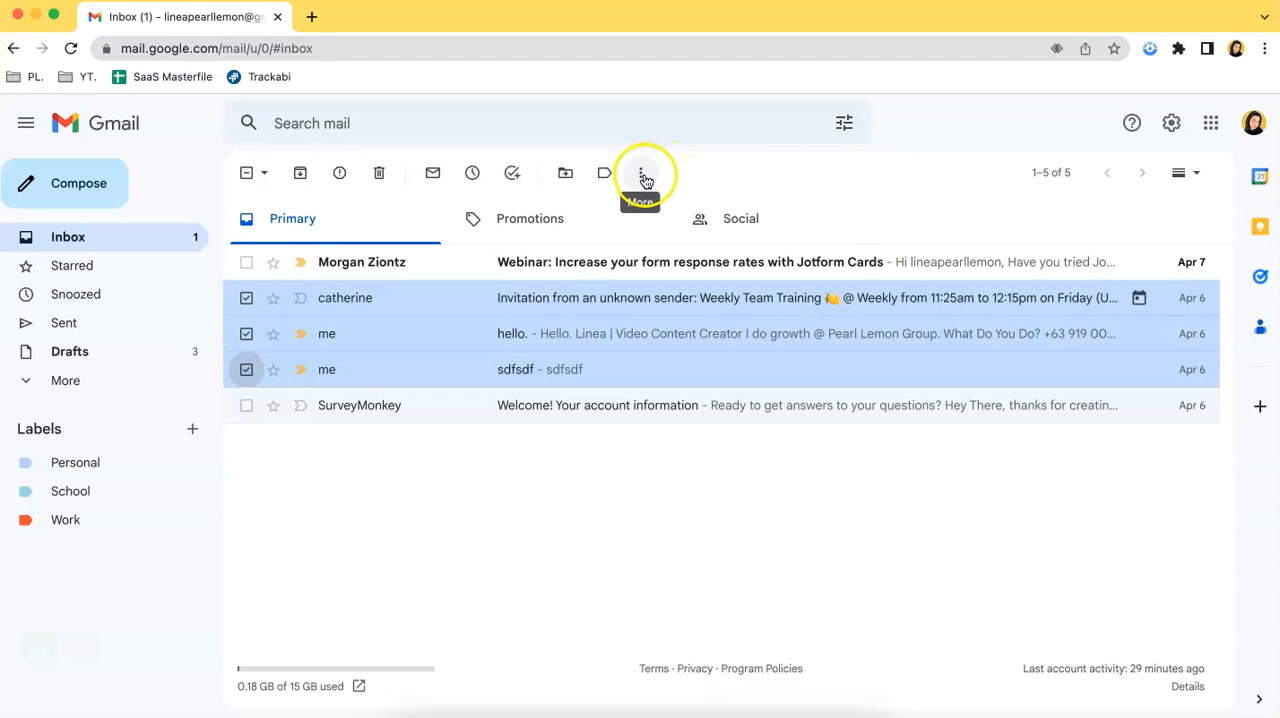 Inbox (1) - lineapearllemon@gm
mail.google.com/mail/u/0/#inbox
PL. YT. SaaS Masterfile Trackabi
Gmail
Search mail
Compose
1–5 of 5
More
Primary Promotions Social
Inbox 1
Starred
Snoozed
Sent
Drafts 3
More
Labels
Personal
School
Work
Morgan Ziontz Webinar: Increase your form response rates with Jotform Cards - Hi lineapearllemon, Have you tried Jo... Apr 7
catherine Invitation from an unknown sender: Weekly Team Training 🍋 @ Weekly from 11:25am to 12:15pm on Friday (U... Apr 6
me hello. - Hello. Linea | Video Content Creator I do growth @ Pearl Lemon Group. What Do You Do? +63 919 00... Apr 6
me sdfsdf - sdfsdf Apr 6
SurveyMonkey Welcome! Your account information - Ready to get answers to your questions? Hey There, thanks for creatin... Apr 6
0.18 GB of 15 GB used
Terms · Privacy · Program Policies
Last account activity: 29 minutes ago
Details